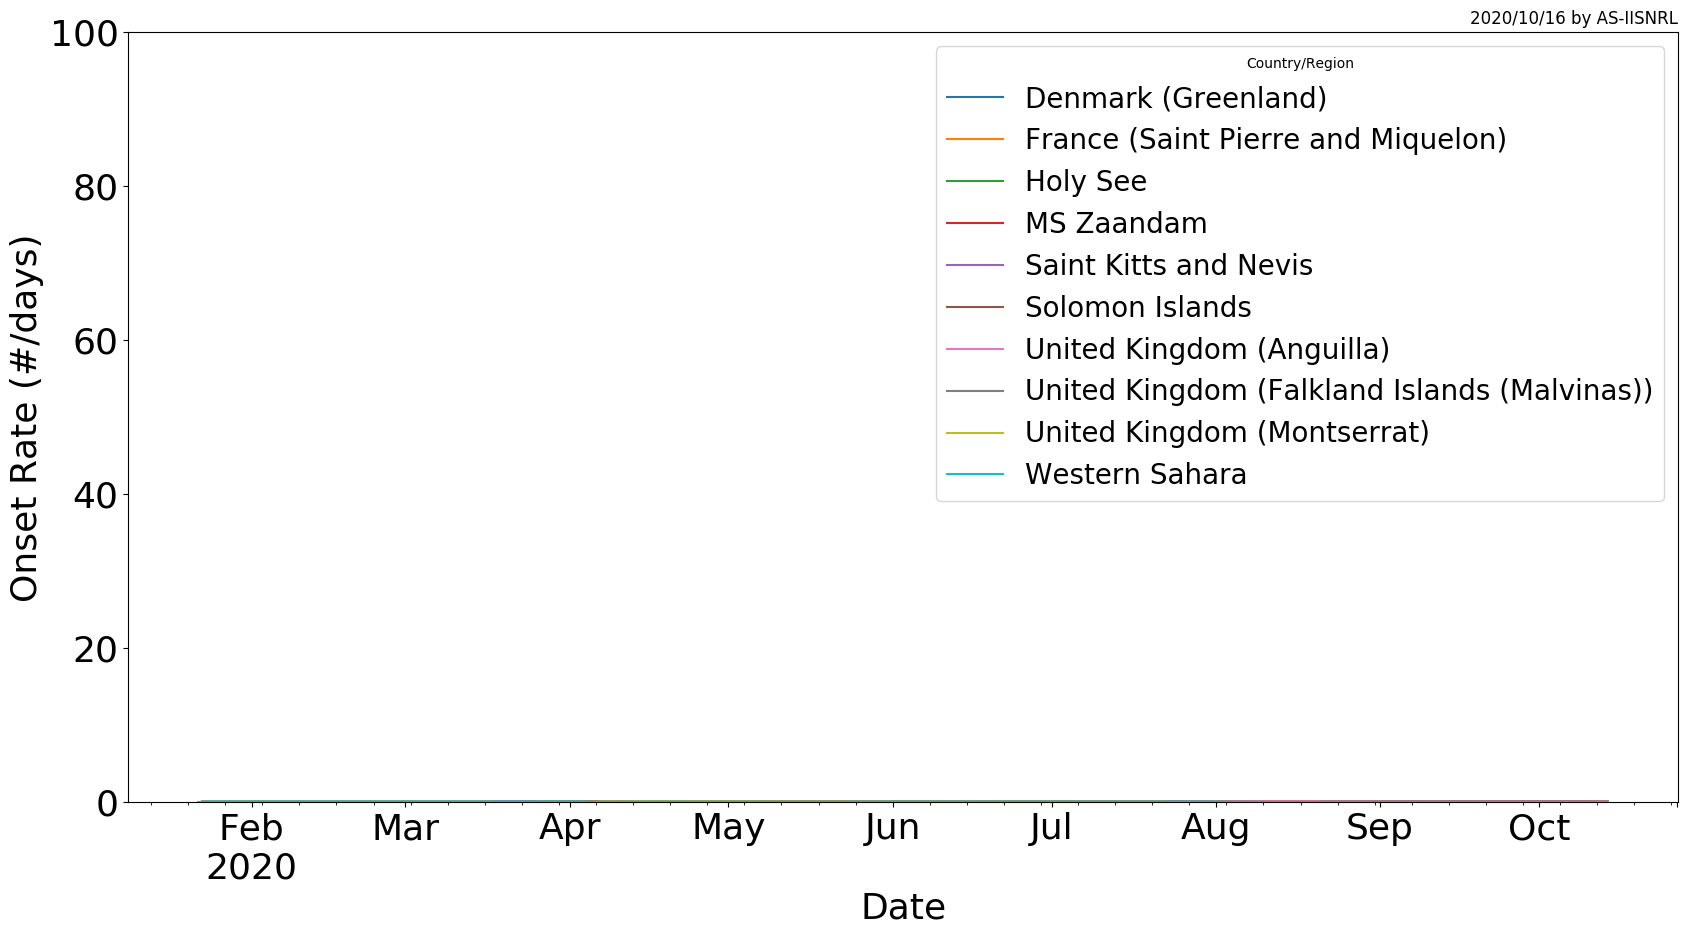 2020/10/16 by AS-IISNRL
100
80
60
40
20
0
Onset Rate (#/days)
Country/Region
Denmark (Greenland)
France (Saint Pierre and Miquelon)
Holy See
MS Zaandam
Saint Kitts and Nevis
Solomon Islands
United Kingdom (Anguilla)
United Kingdom (Falkland Islands (Malvinas))
United Kingdom (Montserrat)
Western Sahara
Feb Mar Apr May Jun Jul Aug Sep Oct
2020
Date